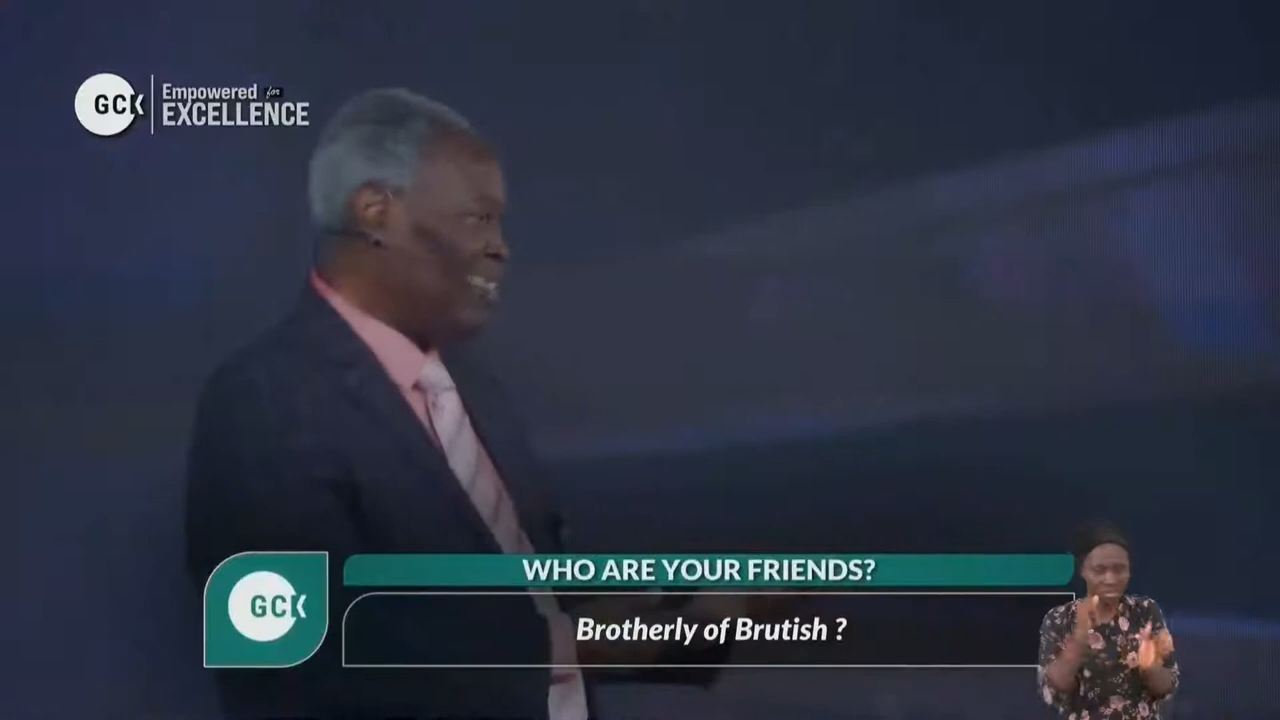 GCK
Empowered for
EXCELLENCE
WHO ARE YOUR FRIENDS?
GCK
Brotherly of Brutish ?